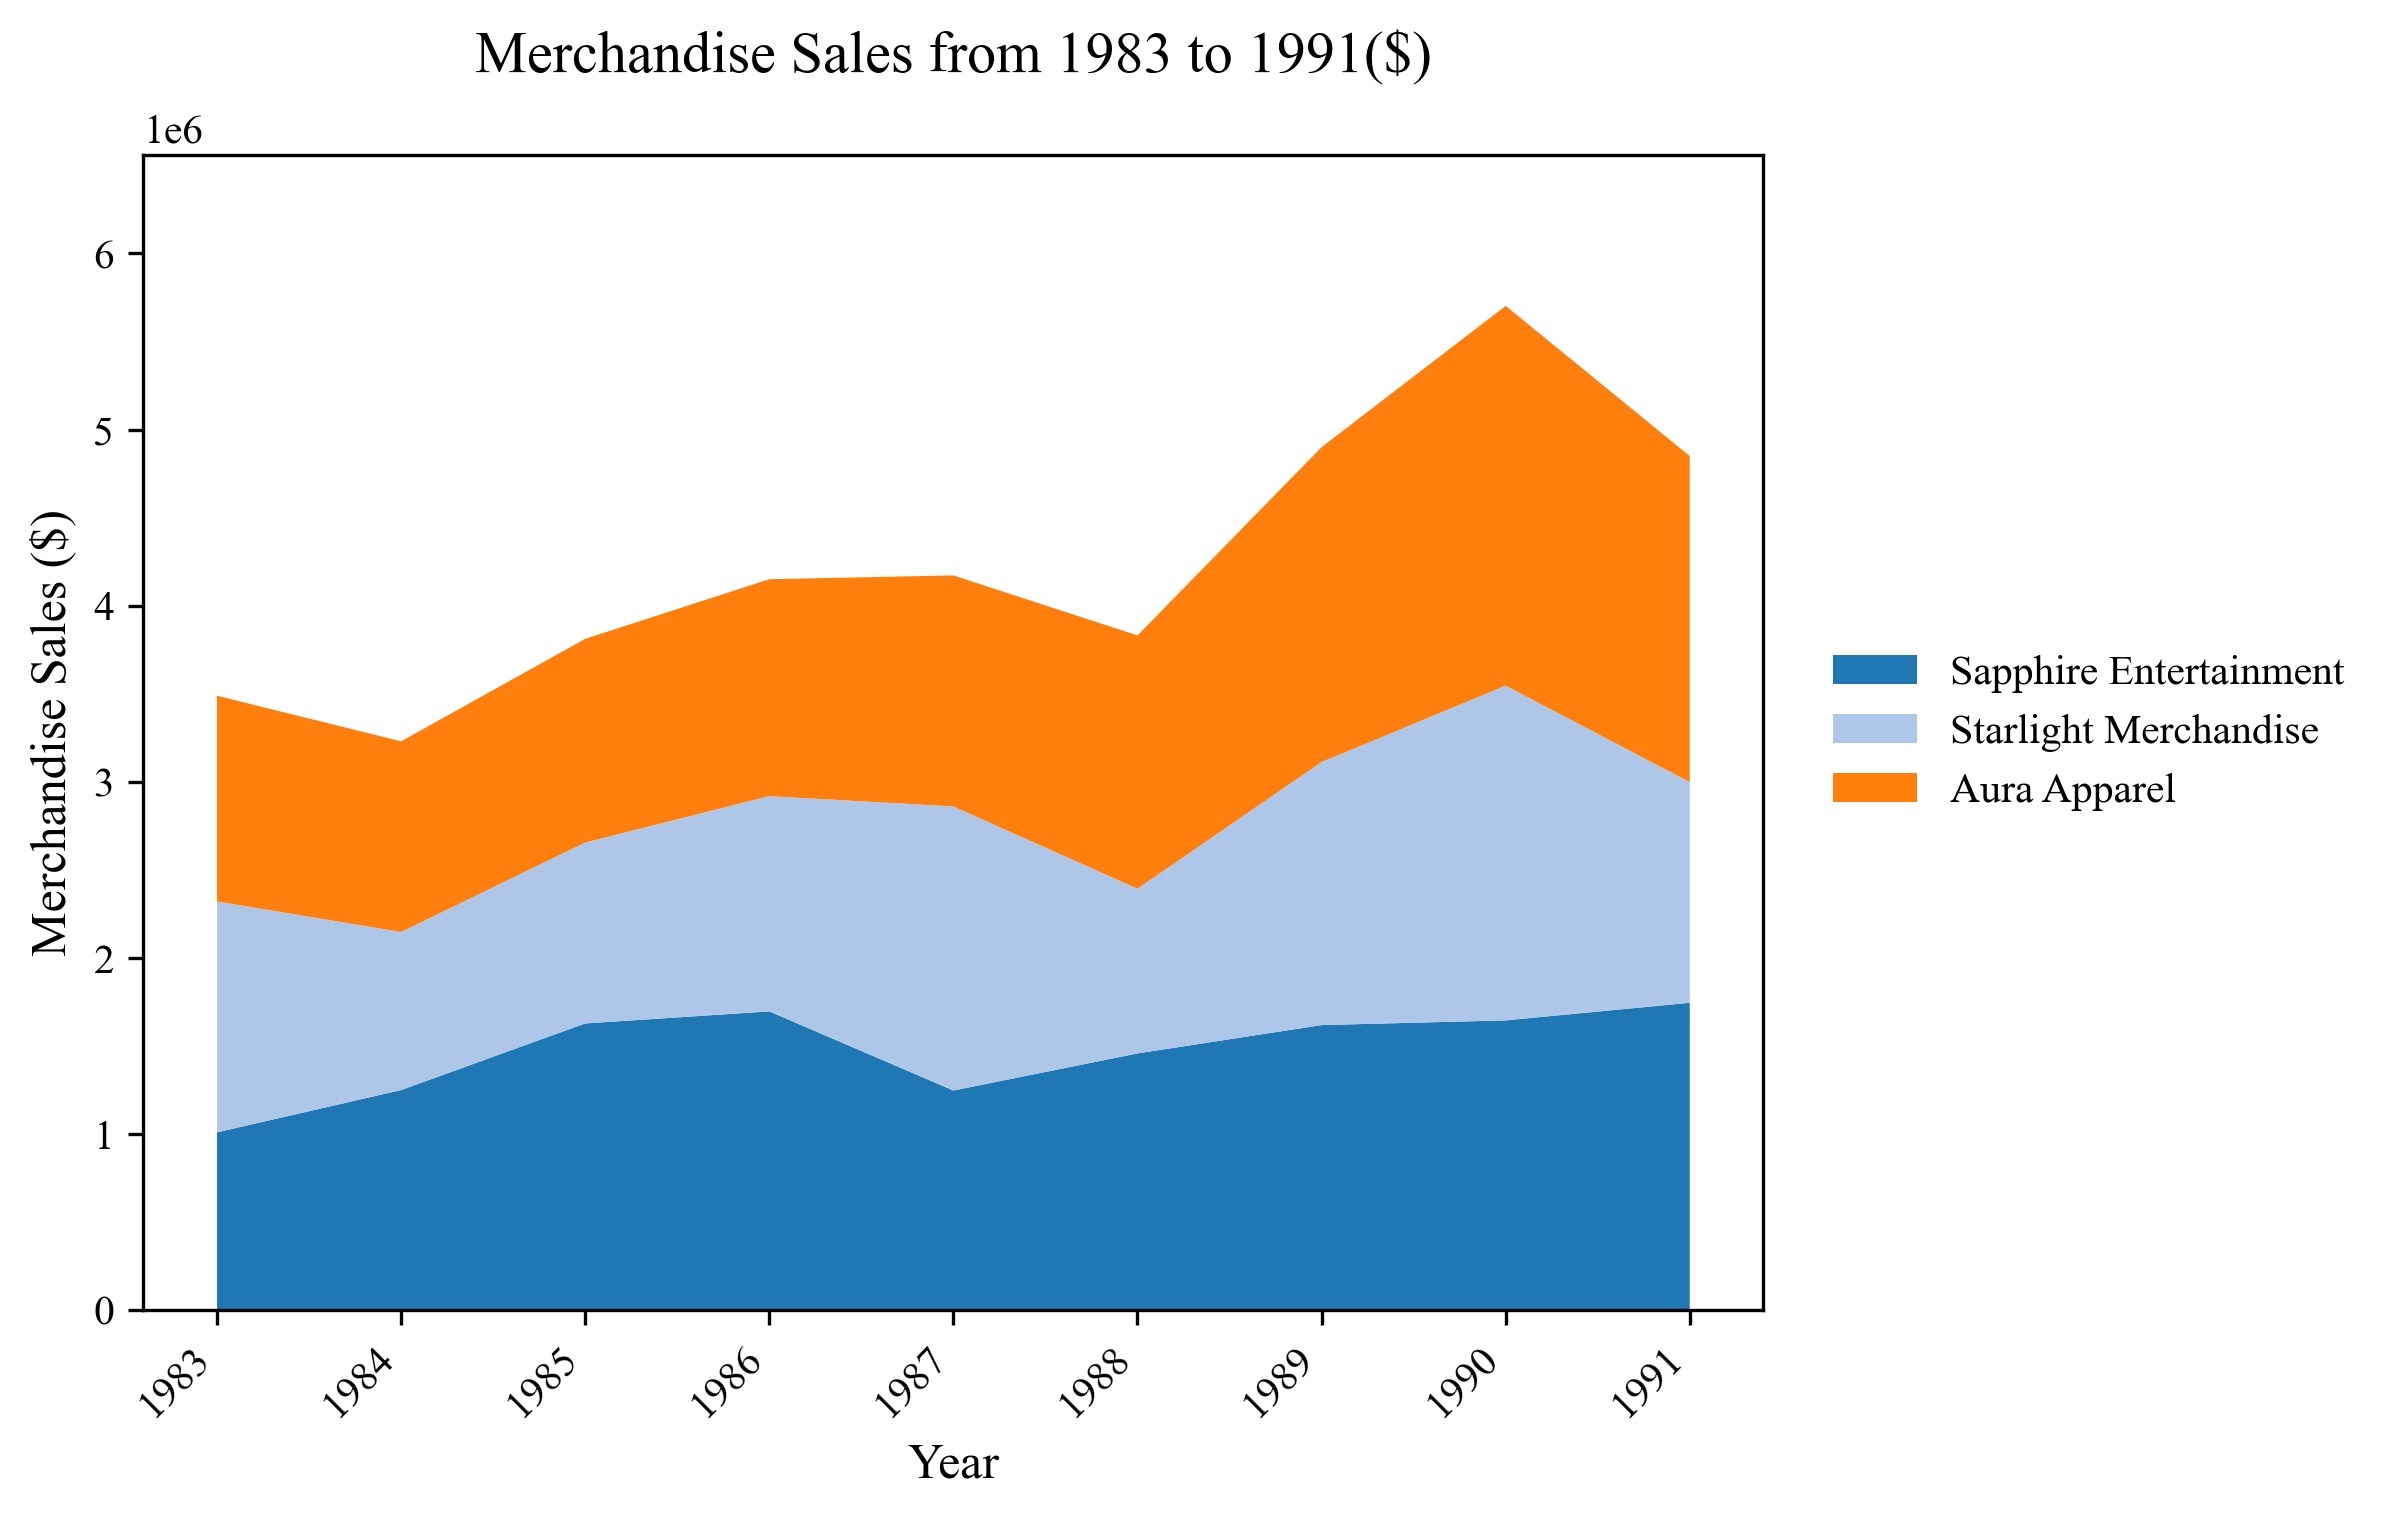 Merchandise Sales from 1983 to 1991($)
1e6
6
5
4
3
2
1
0
Merchandise Sales ($)
1983
1984
1985
1986
1987
1988
1989
1990
1991
Year
Sapphire Entertainment
Starlight Merchandise
Aura Apparel